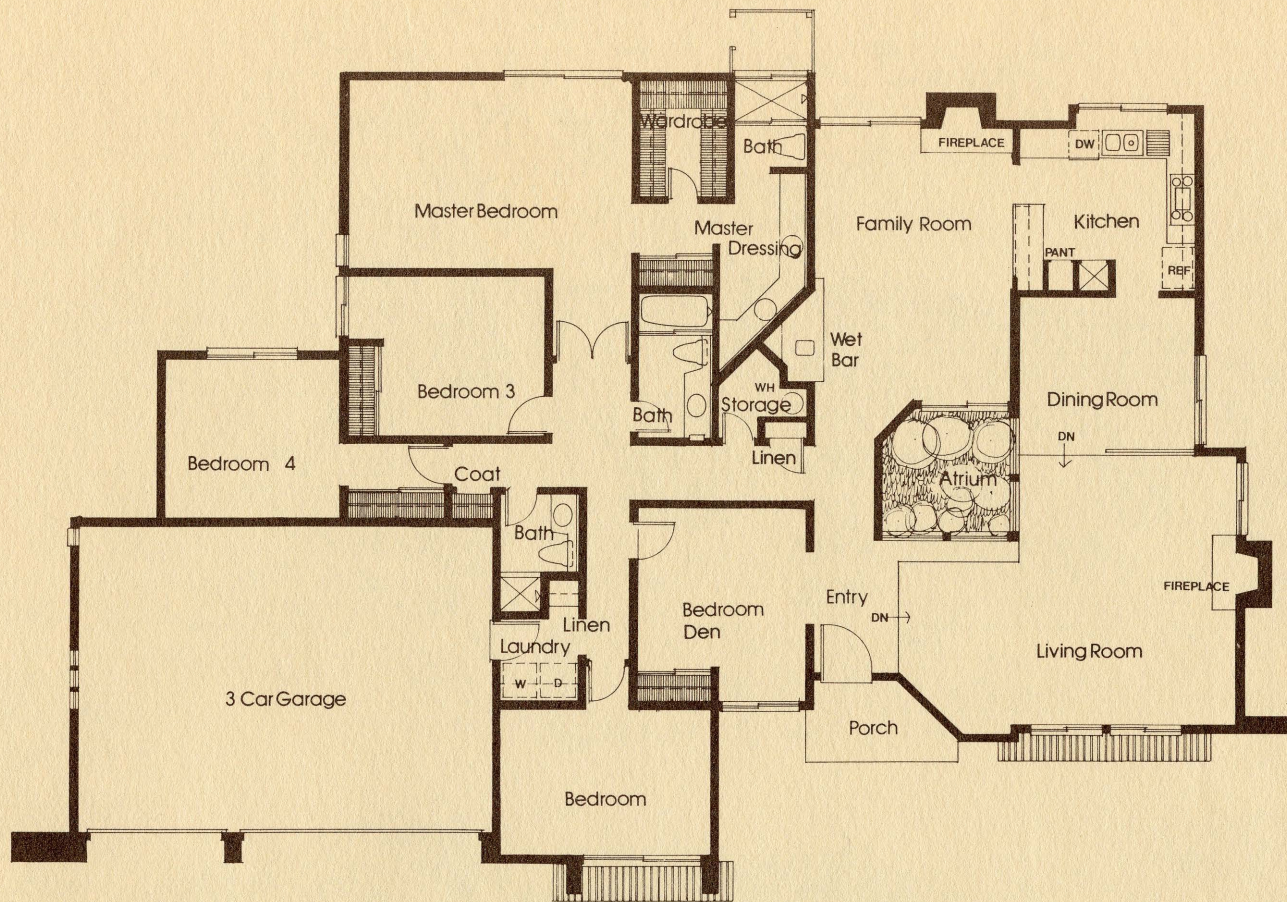 Wardrobe
Bath
FIREPLACE
DW
Master Bedroom
Master
Dressing
Family Room
Kitchen
PANT
REF
Wet
Bar
Bedroom 3
WH
Storage
Bath
Dining Room
DN
Linen
Bedroom 4
Coat
Atrium
Bath
FIREPLACE
Entry
DN
Bedroom
Den
Linen
Laundry
W
D
Living Room
3 Car Garage
Porch
Bedroom